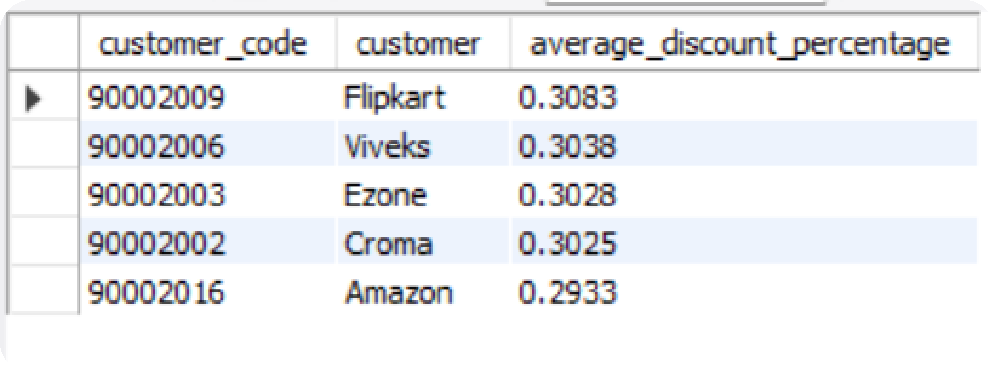 customer_code customer average_discount_percentage
90002009 Flipkart 0.3083
90002006 Viveks 0.3038
90002003 Ezone 0.3028
90002002 Croma 0.3025
90002016 Amazon 0.2933